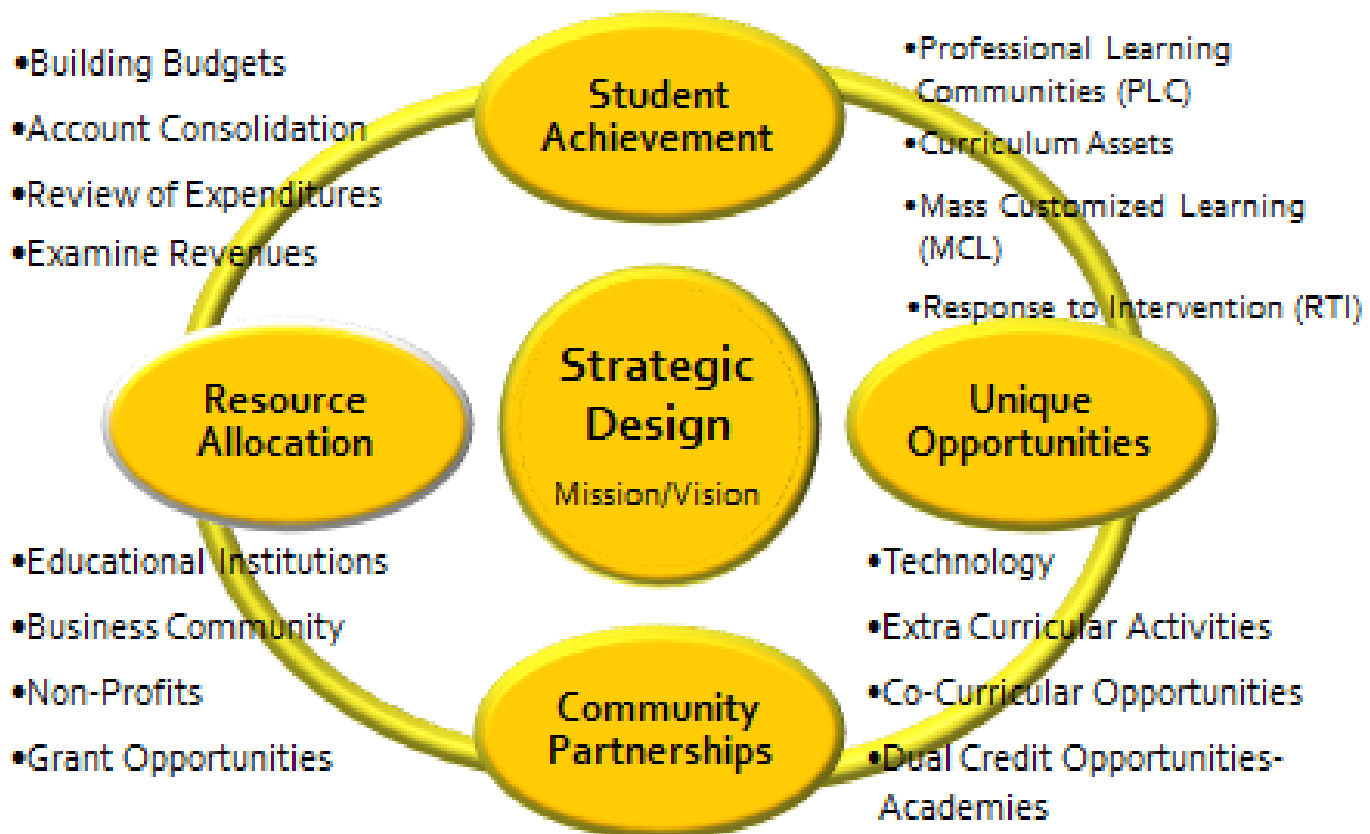 •Building Budgets
•Account Consolidation
•Review of Expenditures
•Examine Revenues
Student
Achievement
•Professional Learning
Communities (PLC)
•Curriculum Assets
•Mass Customized Learning
(MCL)
•Response to Intervention (RTI)
Resource
Allocation
Strategic
Design
Mission/Vision
Unique
Opportunities
•Educational Institutions
•Business Community
•Non-Profits
•Grant Opportunities
Community
Partnerships
•Technology
•Extra Curricular Activities
•Co-Curricular Opportunities
•Dual Credit Opportunities-
Academies